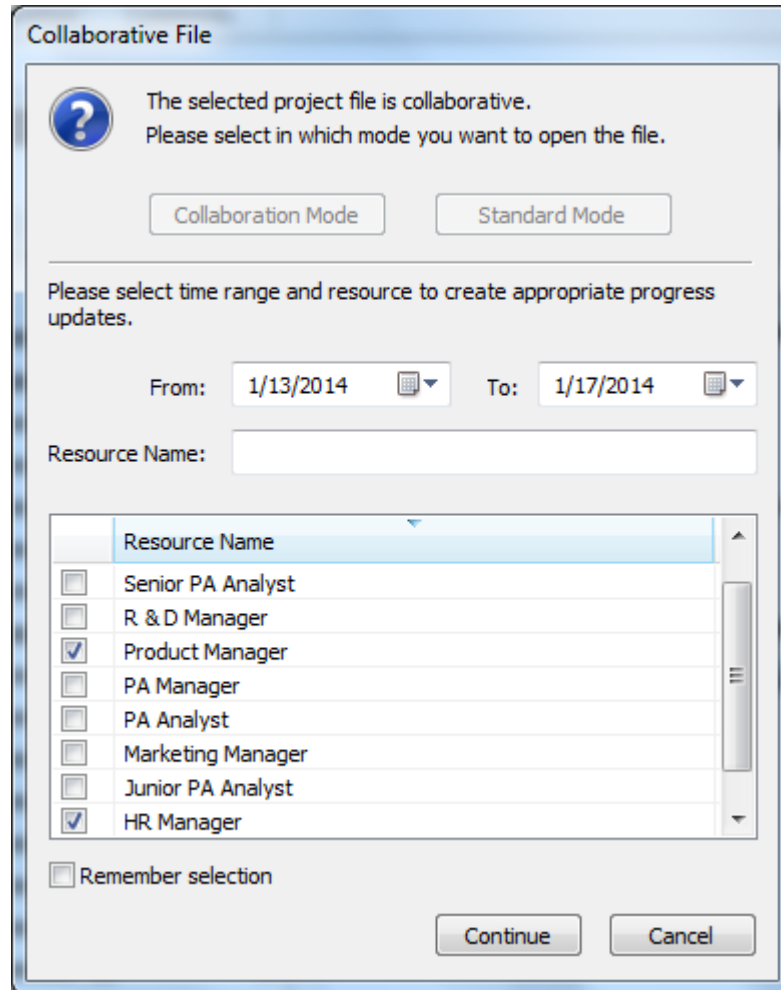 Collaborative File
The selected project file is collaborative.
Please select in which mode you want to open the file.
Collaboration Mode Standard Mode
Please select time range and resource to create appropriate progress
updates.
From: 1/13/2014 To: 1/17/2014
Resource Name:
Resource Name
Senior PA Analyst
R & D Manager
Product Manager
PA Manager
PA Analyst
Marketing Manager
Junior PA Analyst
HR Manager
Remember selection
Continue Cancel